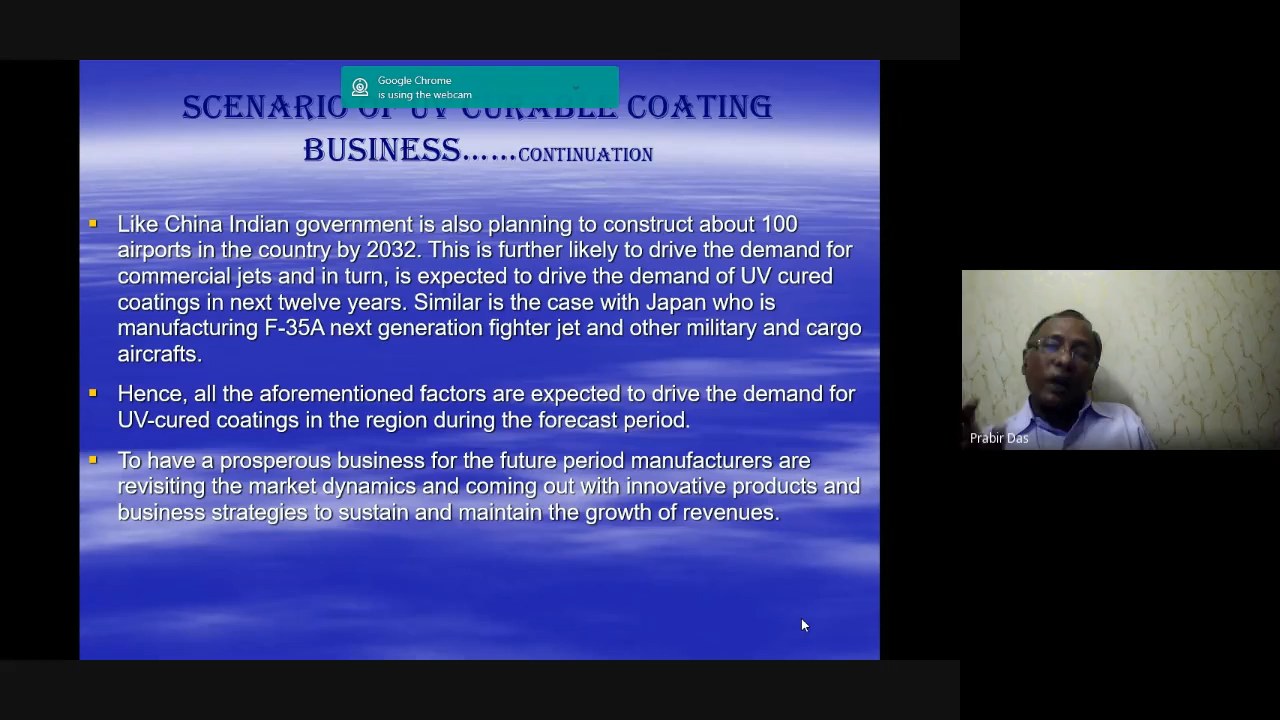 Google Chrome
is using the webcam
SCENARIO OF UV CURABLE COATING
BUSINESS......CONTINUATION
Like China Indian government is also planning to construct about 100
airports in the country by 2032. This is further likely to drive the demand for
commercial jets and in turn, is expected to drive the demand of UV cured
coatings in next twelve years. Similar is the case with Japan who is
manufacturing F-35A next generation fighter jet and other military and cargo
aircrafts.
Hence, all the aforementioned factors are expected to drive the demand for
UV-cured coatings in the region during the forecast period.
To have a prosperous business for the future period manufacturers are
revisiting the market dynamics and coming out with innovative products and
business strategies to sustain and maintain the growth of revenues.
Prabir Das